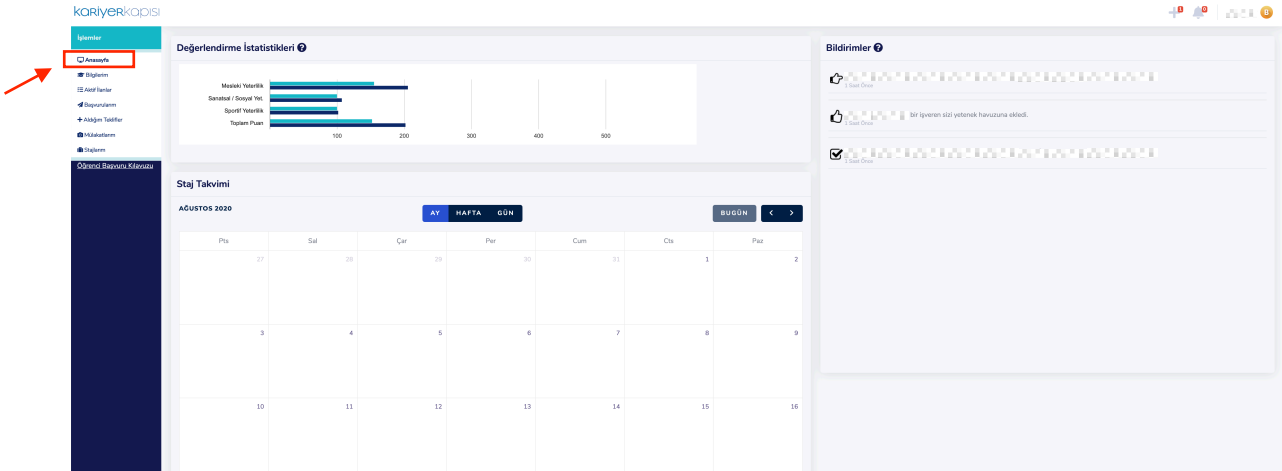 kariyerkapısı
1
0
B
İşlemler
Anasayfa
Bilgilerim
Aktif İlanlar
Başvurularım
Aldığım Teklifler
Mülakatlarım
Stajlarım
Öğrenci Başvuru Kılavuzu
Değerlendirme İstatistikleri
Mesleki Yeterlilik
Sanatsal / Sosyal Yet.
Sportif Yeterlilik
Toplam Puan
100 200 300 400 500
Bildirimler
1 Saat Önce
bir işveren sizi yetenek havuzuna ekledi.
1 Saat Önce
1 Saat Önce
Staj Takvimi
AĞUSTOS 2020
AY HAFTA GÜN
BUGÜN
Pts Sal Çar Per Cum Cts Paz
27 28 29 30 31 1 2
3 4 5 6 7 8 9
10 11 12 13 14 15 16